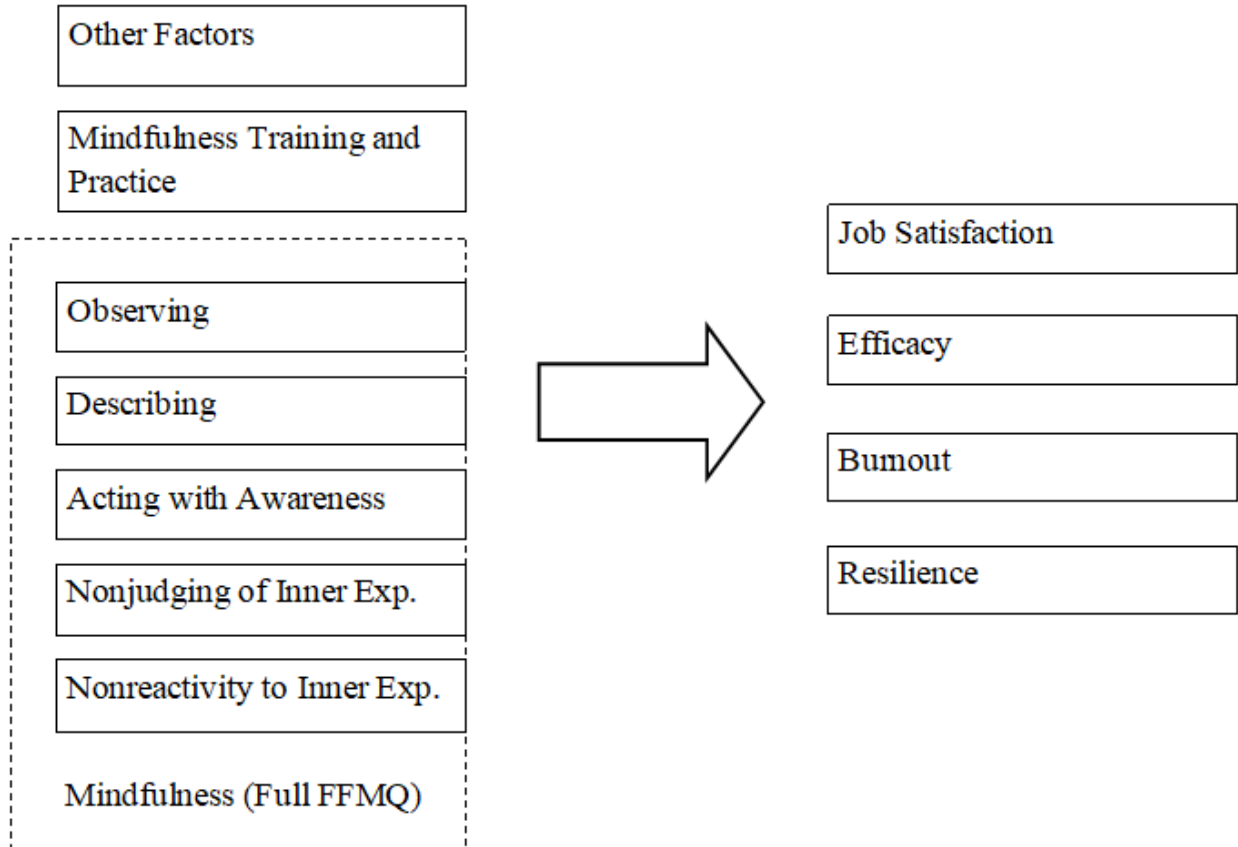 Other Factors
Mindfulness Training and
Practice
Observing
Describing
Acting with Awareness
Nonjudging of Inner Exp.
Nonreactivity to Inner Exp.
Mindfulness (Full FFMQ)
Job Satisfaction
Efficacy
Burnout
Resilience